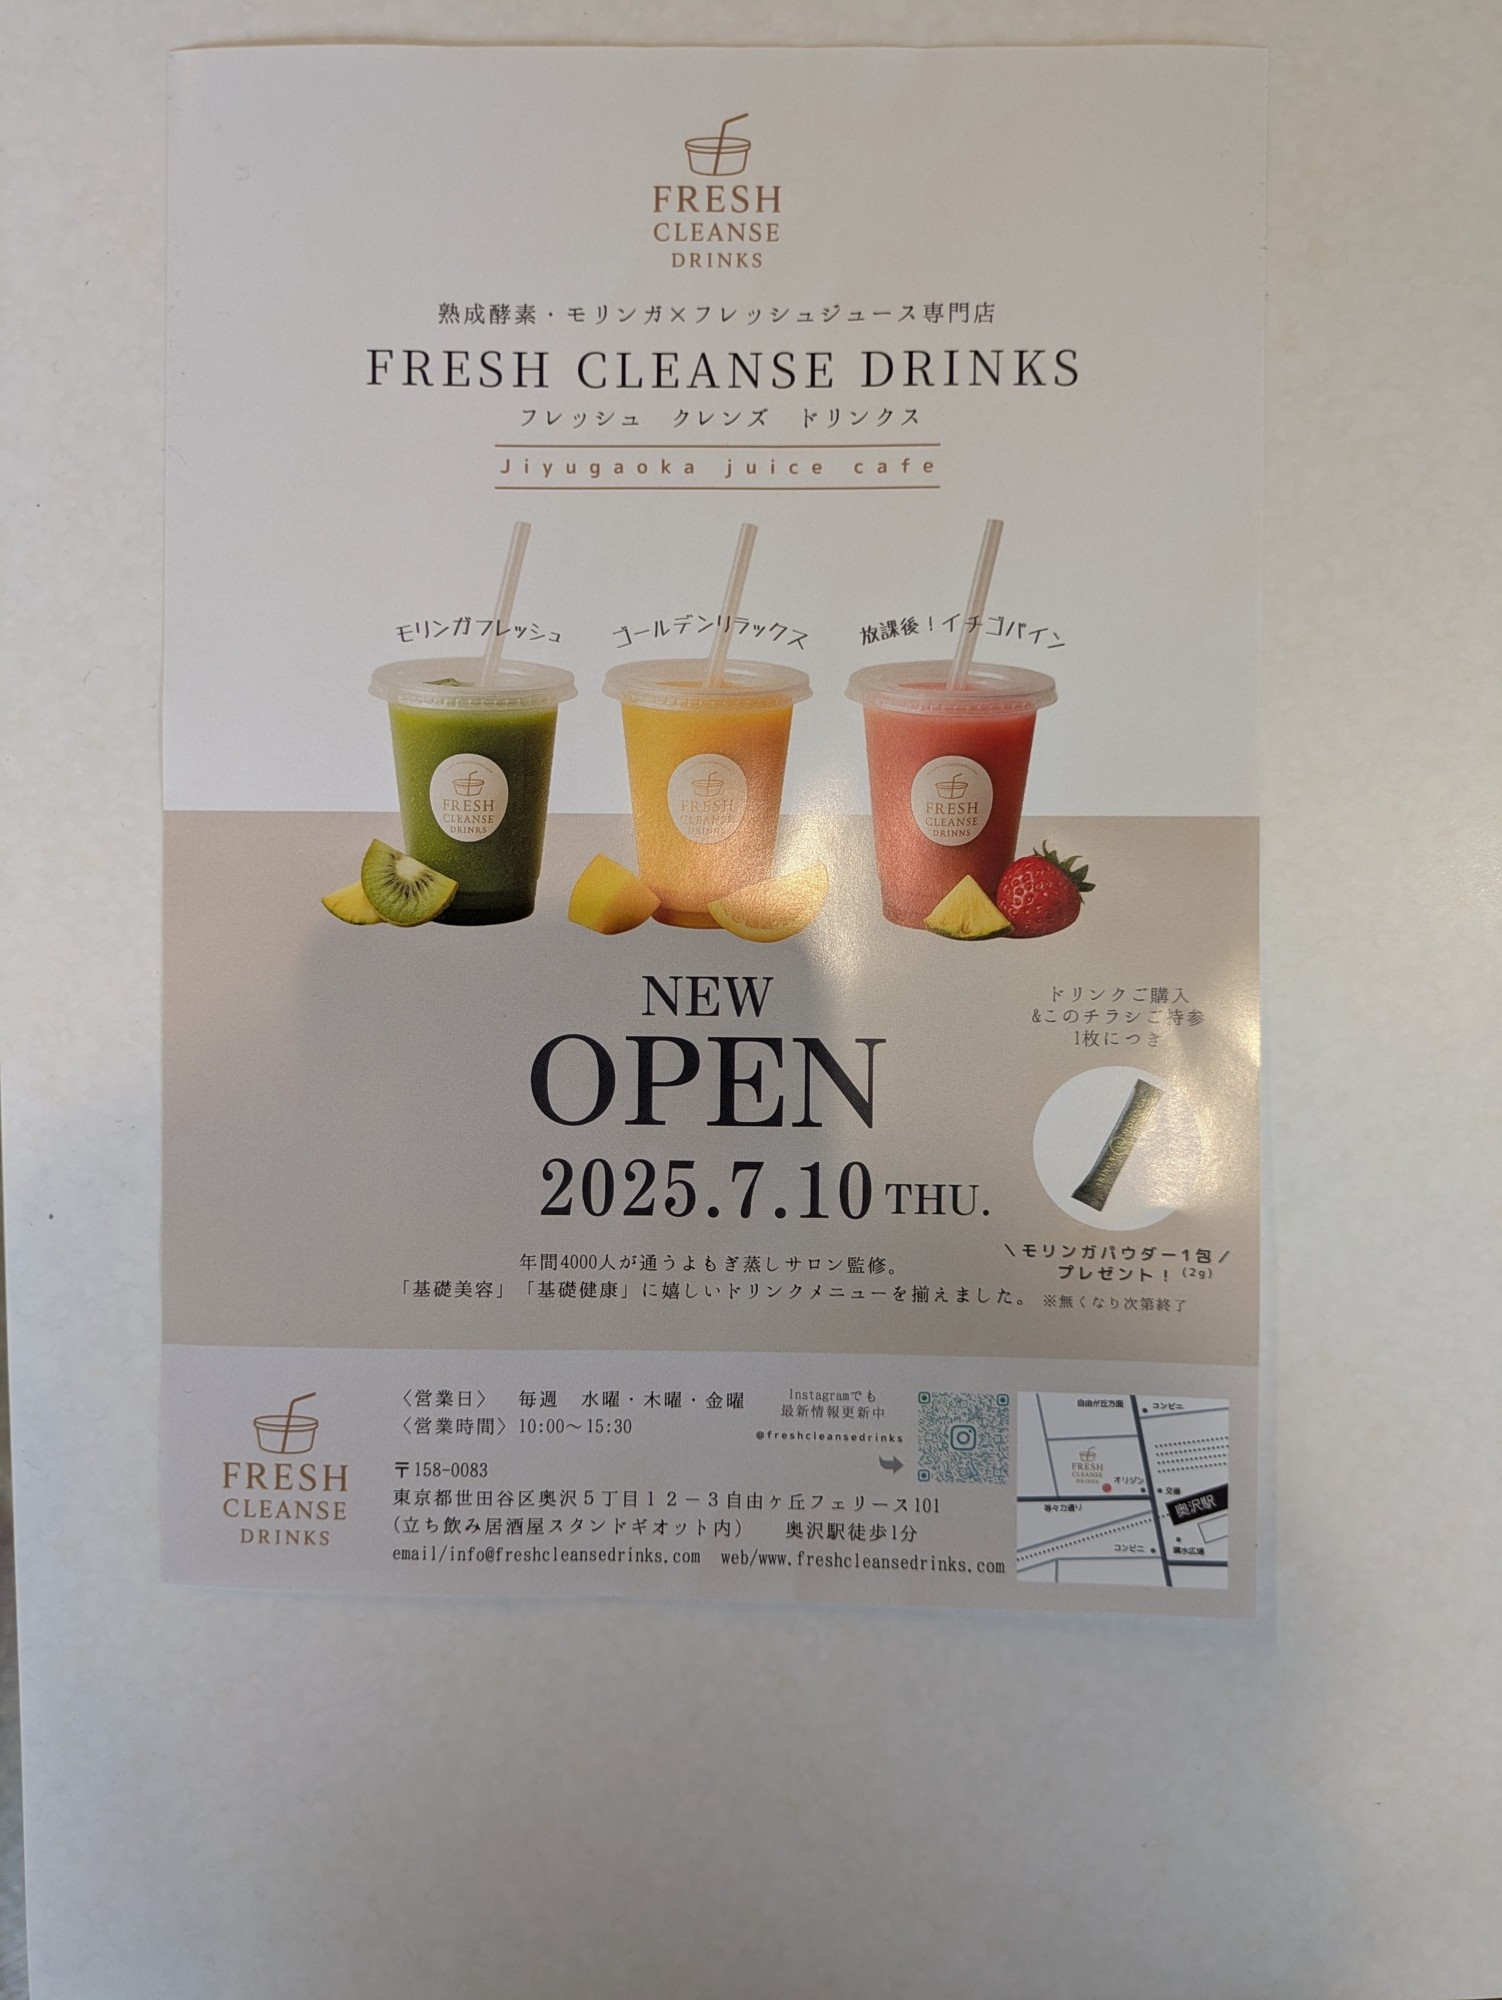 FRESH
CLEANSE
DRINKS
熟成酵素・モリンガ×フレッシュジュース専門店
FRESH CLEANSE DRINKS
フレッシュ クレンズ ドリンクス
Jiyugaoka juice cafe
モリンガフレッシュ
ゴールデンリラックス
放課後！イチゴパイン
FRESH
CLEANSE
DRINRS
FRESH
CLEANSE
DRINNS
FRESH
CLEANSE
DRINNS
NEW
OPEN
2025.7.10 THU.
ドリンクご購入
&このチラシご持参
1枚につき
\モリンガパウダー1包/
プレゼント！(2g)
※無くなり次第終了
年間4000人が通うよもぎ蒸しサロン監修。
「基礎美容」「基礎健康」に嬉しいドリンクメニューを揃えました。
FRESH
CLEANSE
DRINKS
〈営業日〉 毎週 水曜・木曜・金曜
〈営業時間〉10:00～15:30
〒158-0083
東京都世田谷区奥沢５丁目１２－３自由ヶ丘フェリース101
(立ち飲み居酒屋スタンドギオット内) 奥沢駅徒歩1分
email/info@freshcleansedrinks.com web/www.freshcleansedrinks.com
Instagramでも
最新情報更新中
@freshcleansedrinks
自由が丘方面
コンビニ
FRESH
CLEANSE
DRINKS
オリジン
交番
等々力通り
奥沢駅
コンビニ
噴水広場